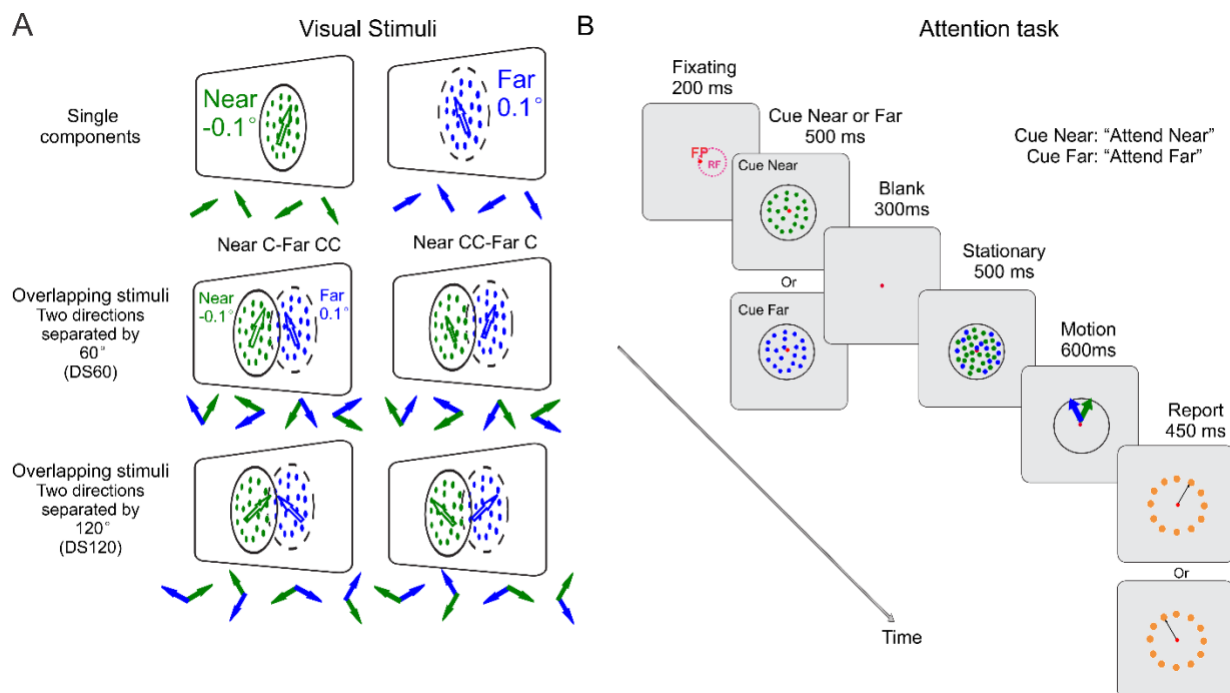 A
Visual Stimuli
Single
components
Near
-0.1°
Far
0.1°
Near C-Far CC
Near CC-Far C
Overlapping stimuli
Two directions
separated by
60°
(DS60)
Near
-0.1°
Far
0.1°
Overlapping stimuli
Two directions
separated by
120°
(DS120)
B
Attention task
Fixating
200 ms
FP
RF
Cue Near or Far
500 ms
Cue Near: “Attend Near”
Cue Far: “Attend Far”
Cue Near
Or
Cue Far
Blank
300ms
Stationary
500 ms
Motion
600ms
Report
450 ms
Or
Time